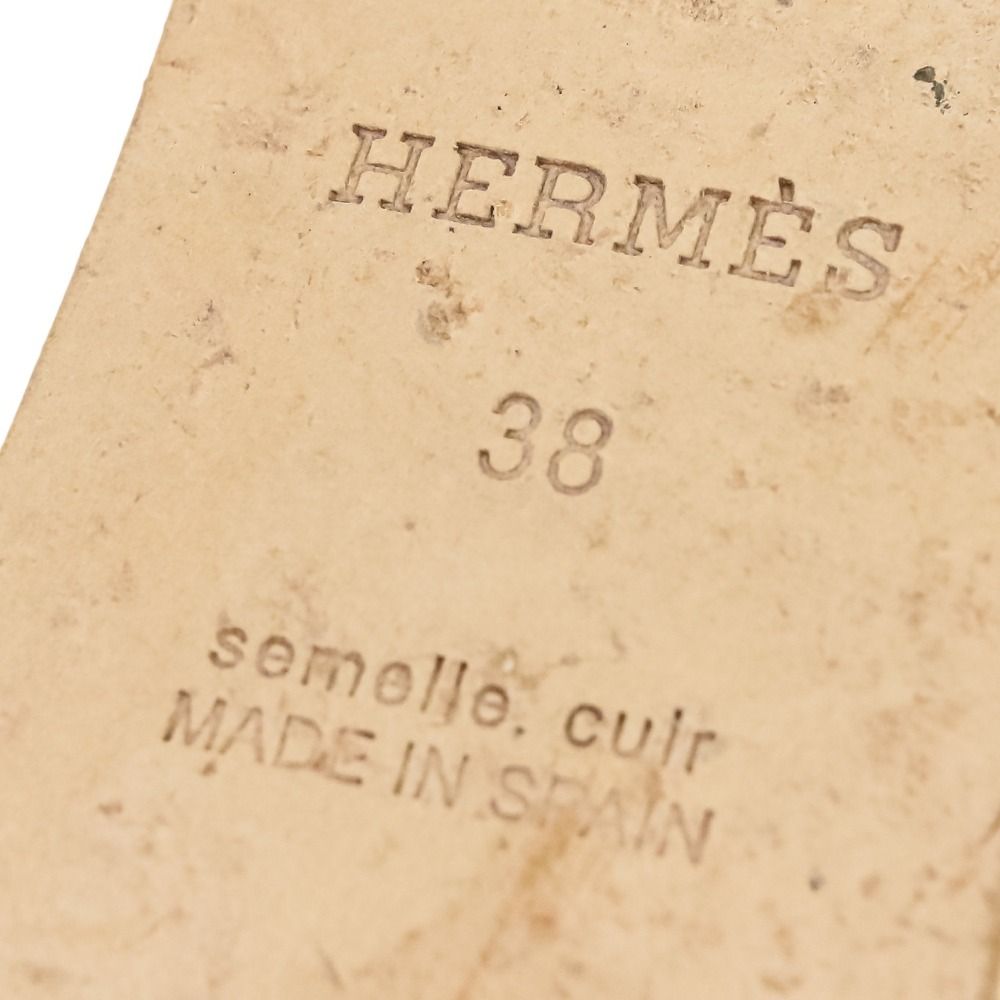 HERMÈS
38
semelle. cuir
MADE IN SPAIN